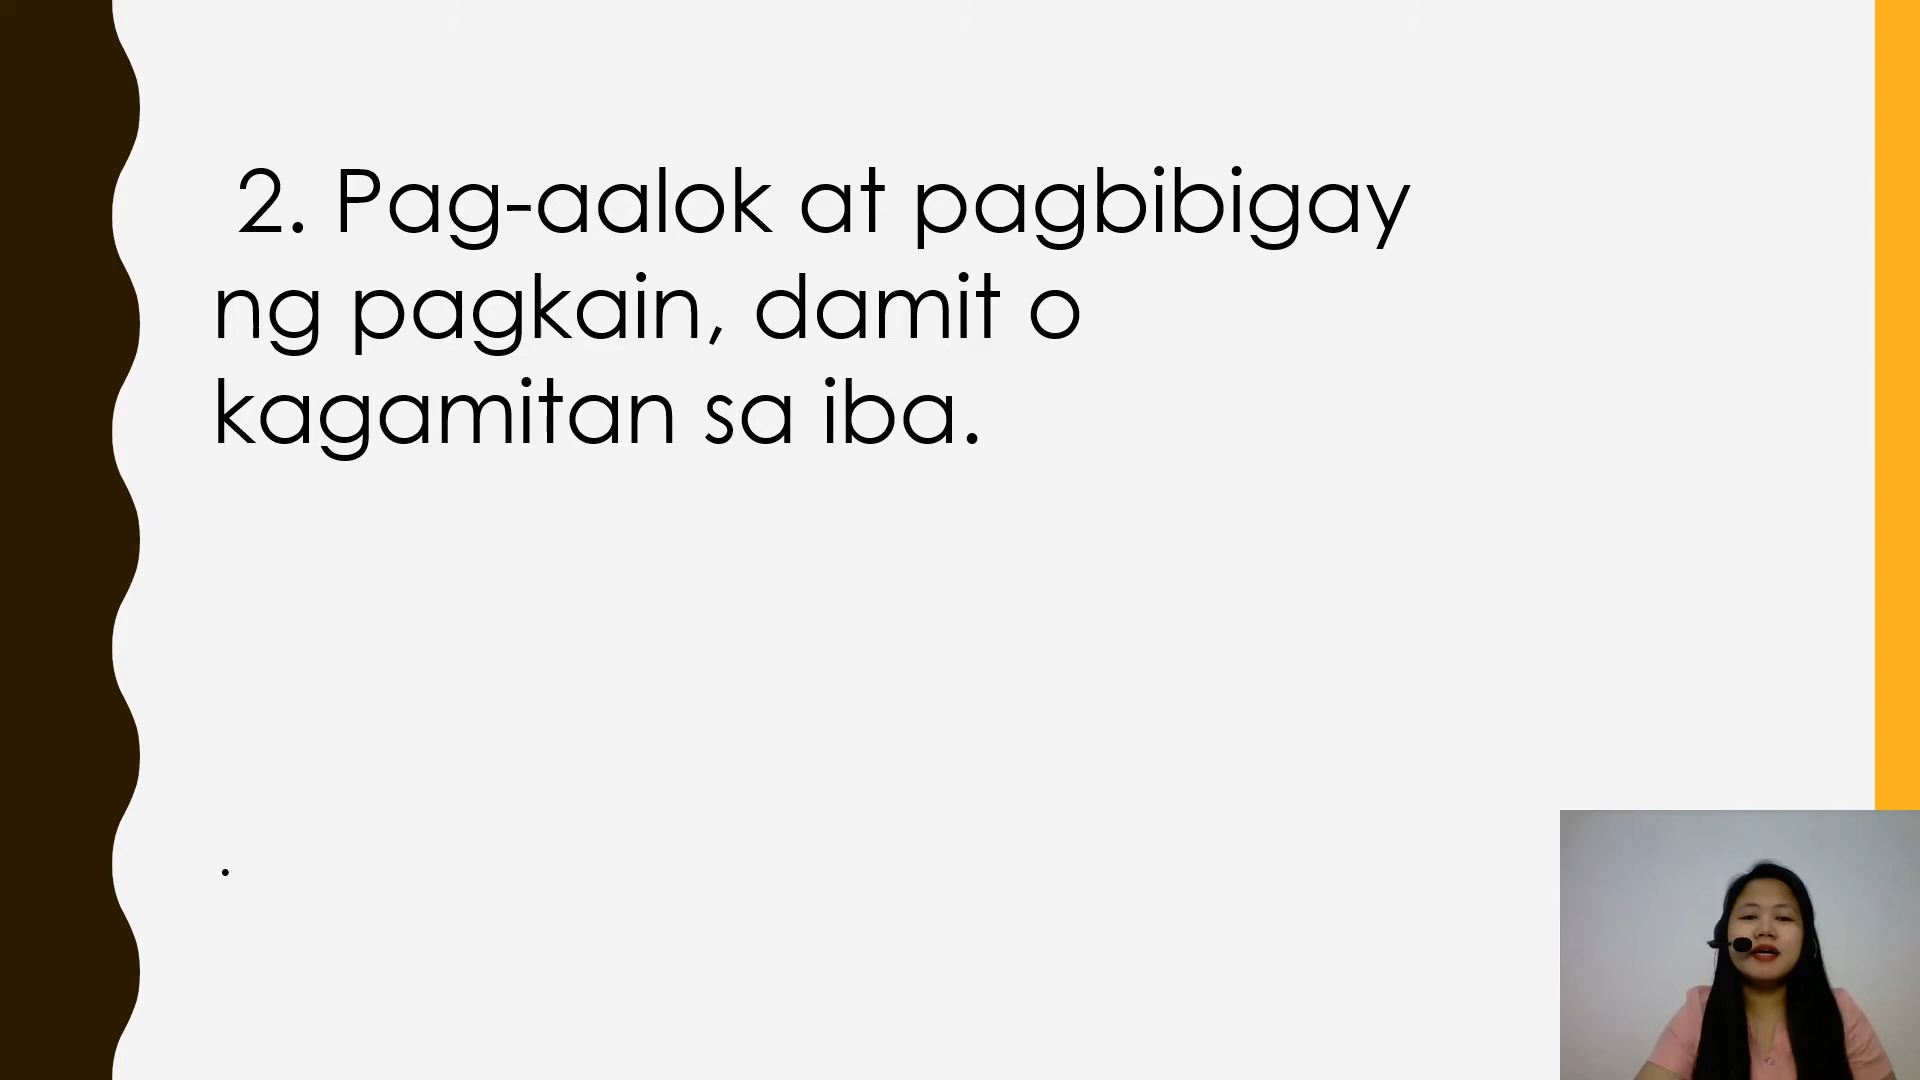 2. Pag-aalok at pagbibigay
ng pagkain, damit o
kagamitan sa iba.
.